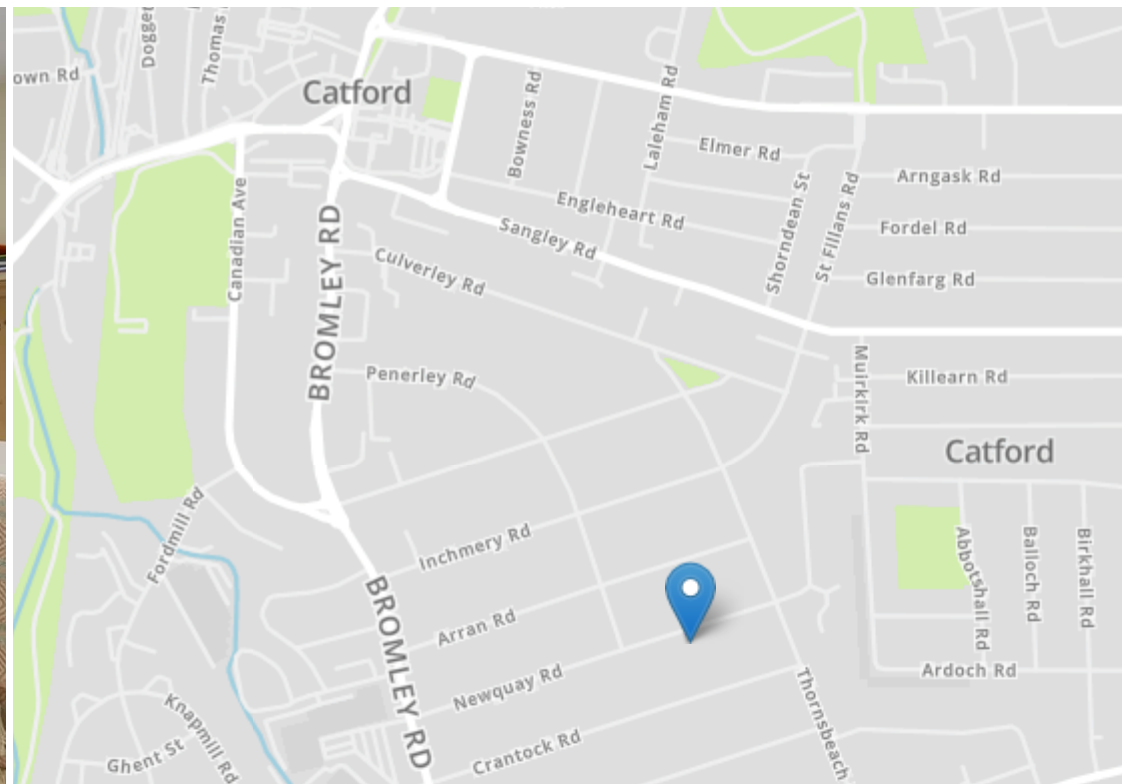 own Rd
Dogget
Thomas
Catford
Bowness Rd
Laleham Rd
Elmer Rd
Arngask Rd
Engleheart Rd
Shorndean St
St Fillans Rd
Fordel Rd
Canadian Ave
BROMLEY RD
Culverley Rd
Sangley Rd
Glenfarg Rd
Penerley Rd
Muirkirk Rd
Killearn Rd
Catford
Fordmill Rd
Inchmery Rd
Abbotshall Rd
Balloch Rd
Birkhall Rd
Arran Rd
BROMLEY RD
Newquay Rd
Ardoch Rd
Thornsbeach
Knapmill Rd
Ghent St
Crantock Rd